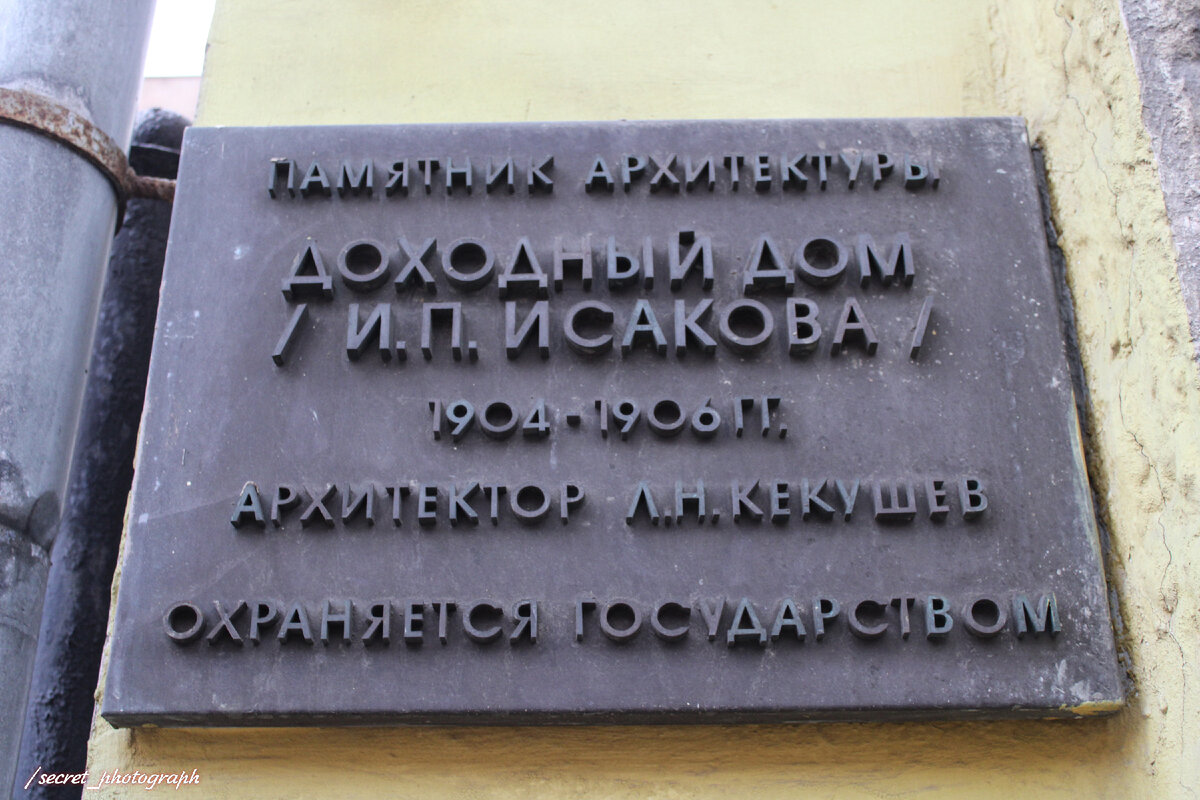 ПАМЯТНИК АРХИТЕКТУРЫ
ДОХОДНЫЙ ДОМ
/ И.П. ИСАКОВА /
1904-1906 ГГ.
АРХИТЕКТОР Л.Н. КЕКУШЕВ
ОХРАНЯЕТСЯ ГОСУДАРСТВОМ
/secret_photograph